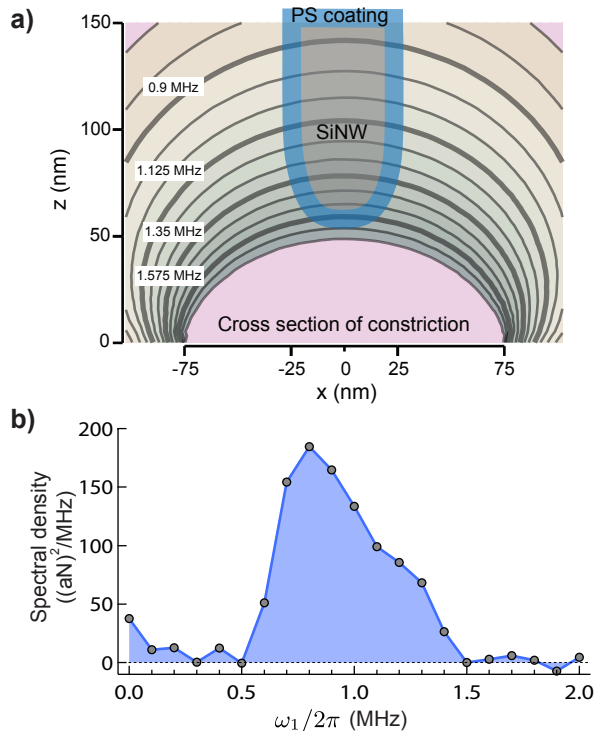 a)
PS coating
150
100
50
0
z (nm)
0.9 MHz
1.125 MHz
1.35 MHz
1.575 MHz
SiNW
Cross section of constriction
-75
-25
0
25
75
x (nm)
b)
200
150
100
50
0
Spectral density
((aN)²/MHz)
0.0
0.5
1.0
1.5
2.0
ω₁/2π (MHz)